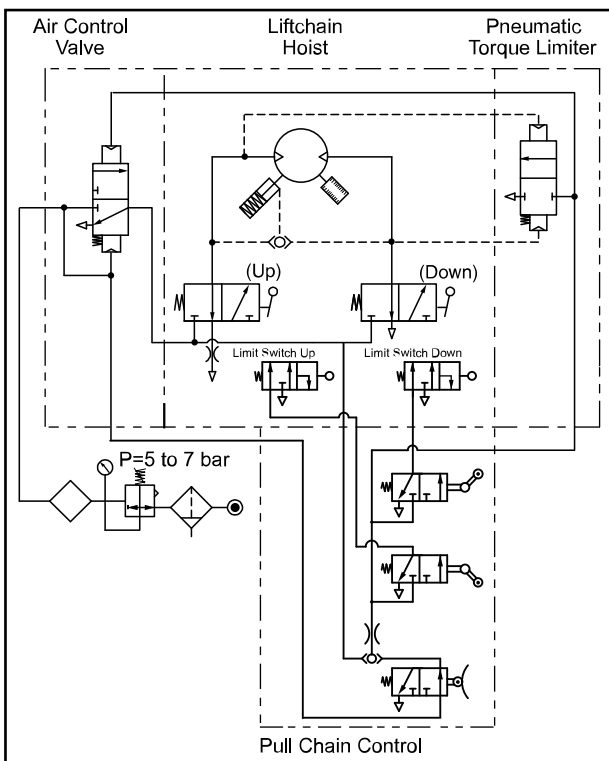 Air Control
Valve
Liftchain
Hoist
Pneumatic
Torque Limiter
(Up)
(Down)
Limit Switch Up
Limit Switch Down
P=5 to 7 bar
Pull Chain Control